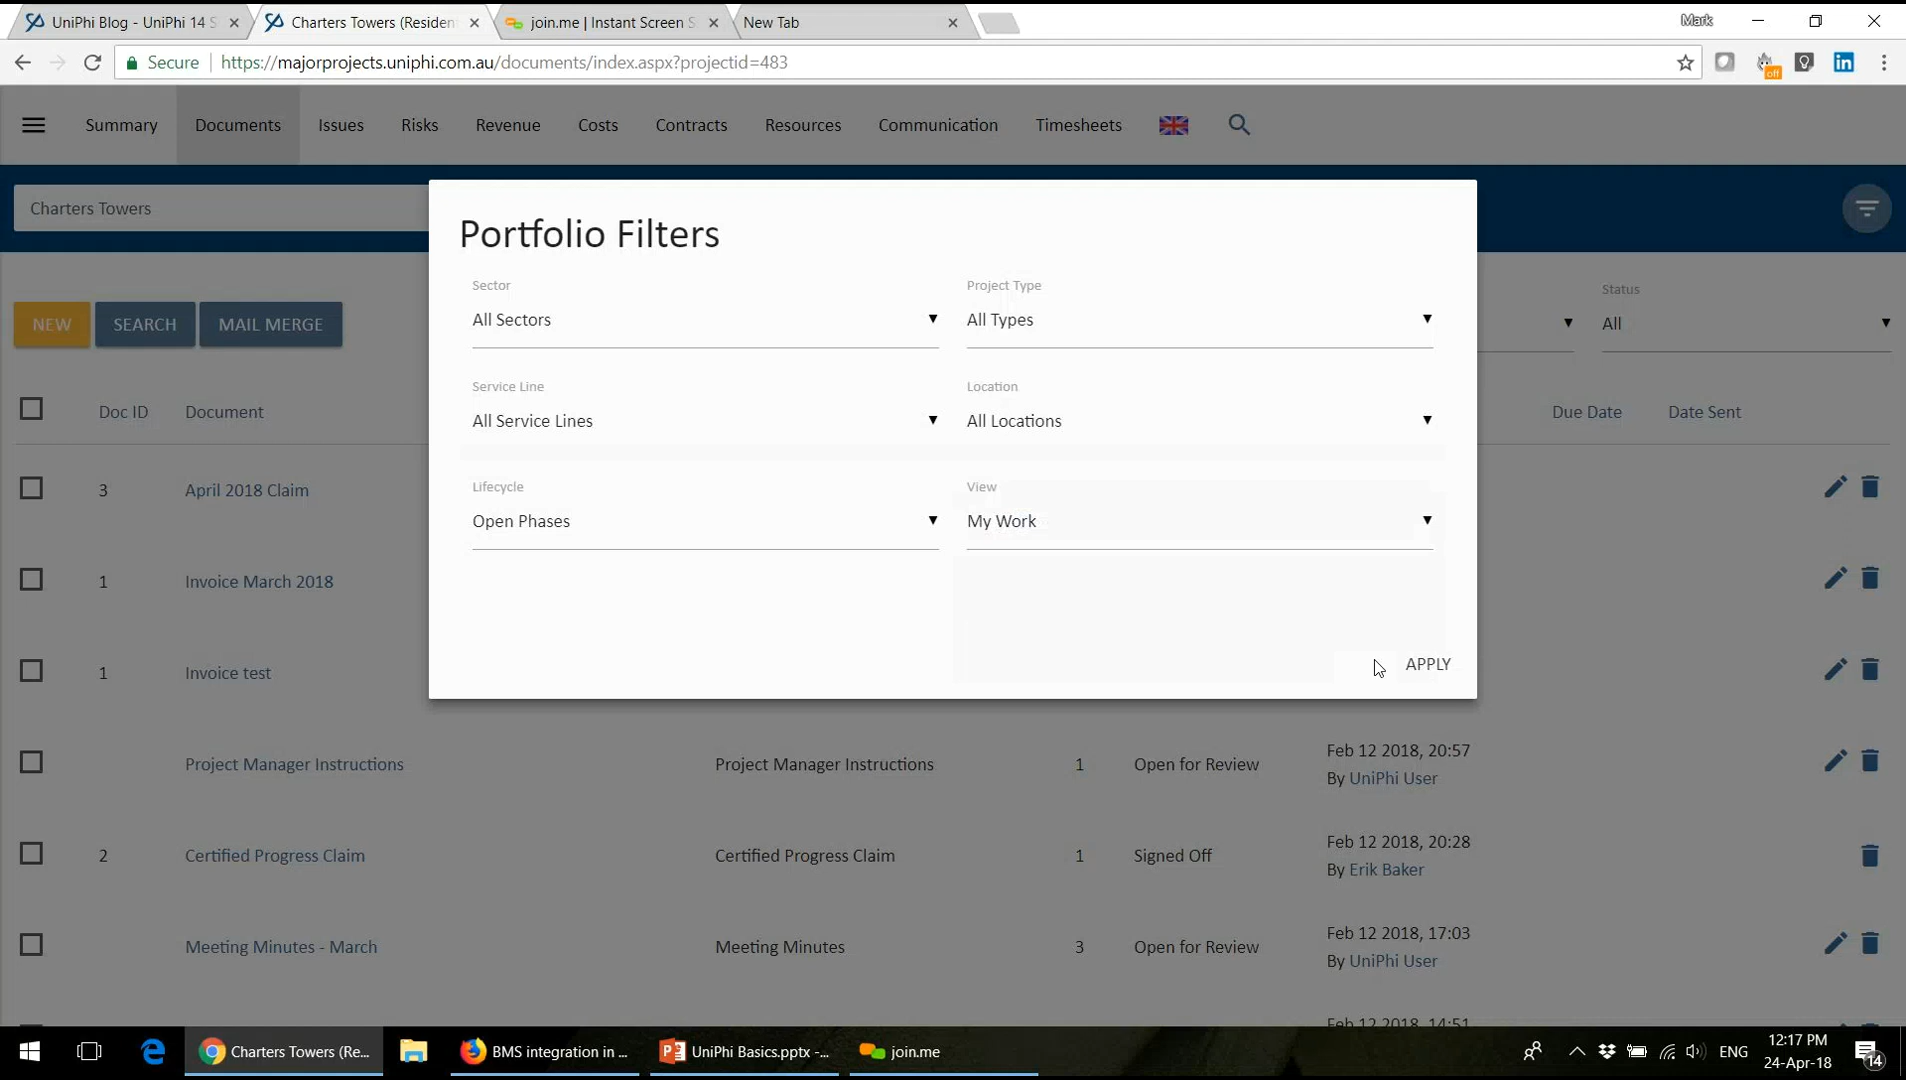 UniPhi Blog - UniPhi 14 S
Charters Towers (Residen
join.me | Instant Screen S
New Tab
Mark
Secure
https://majorprojects.uniphi.com.au/documents/index.aspx?projectid=483
off
Summary Documents Issues Risks Revenue Costs Contracts Resources Communication Timesheets
Charters Towers
Portfolio Filters
Sector Project Type
All Sectors All Types
Service Line Location
All Service Lines All Locations
Lifecycle View
Open Phases My Work
APPLY
NEW SEARCH MAIL MERGE
Status
All
Doc ID Document Due Date Date Sent
3 April 2018 Claim
1 Invoice March 2018
1 Invoice test
Project Manager Instructions Project Manager Instructions 1 Open for Review Feb 12 2018, 20:57
By UniPhi User
2 Certified Progress Claim Certified Progress Claim 1 Signed Off Feb 12 2018, 20:28
By Erik Baker
Meeting Minutes - March Meeting Minutes 3 Open for Review Feb 12 2018, 17:03
By UniPhi User
Feb 12 2018, 14:51
Charters Towers (Re...
BMS integration in ...
UniPhi Basics.pptx -...
join.me
ENG
12:17 PM
24-Apr-18
14